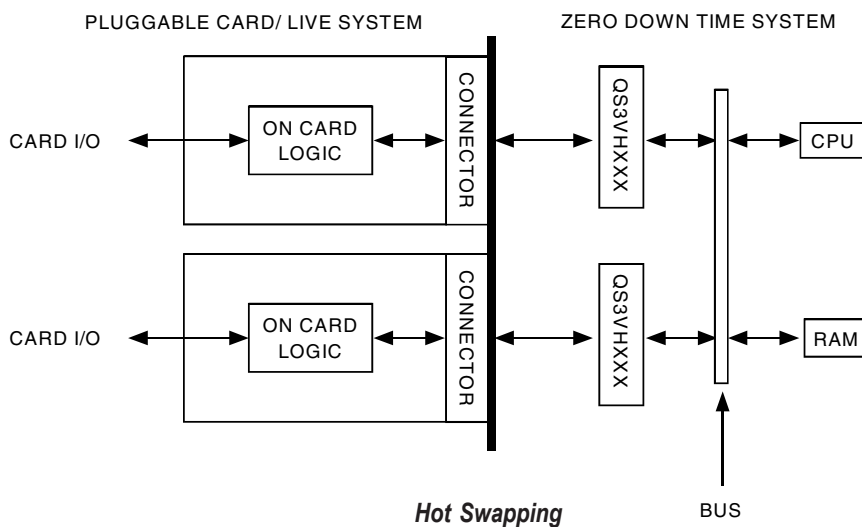 PLUGGABLE CARD/ LIVE SYSTEM
ZERO DOWN TIME SYSTEM
CARD I/O
ON CARD
LOGIC
CONNECTOR
QS3VHXXX
CPU
CARD I/O
ON CARD
LOGIC
CONNECTOR
QS3VHXXX
RAM
Hot Swapping
BUS